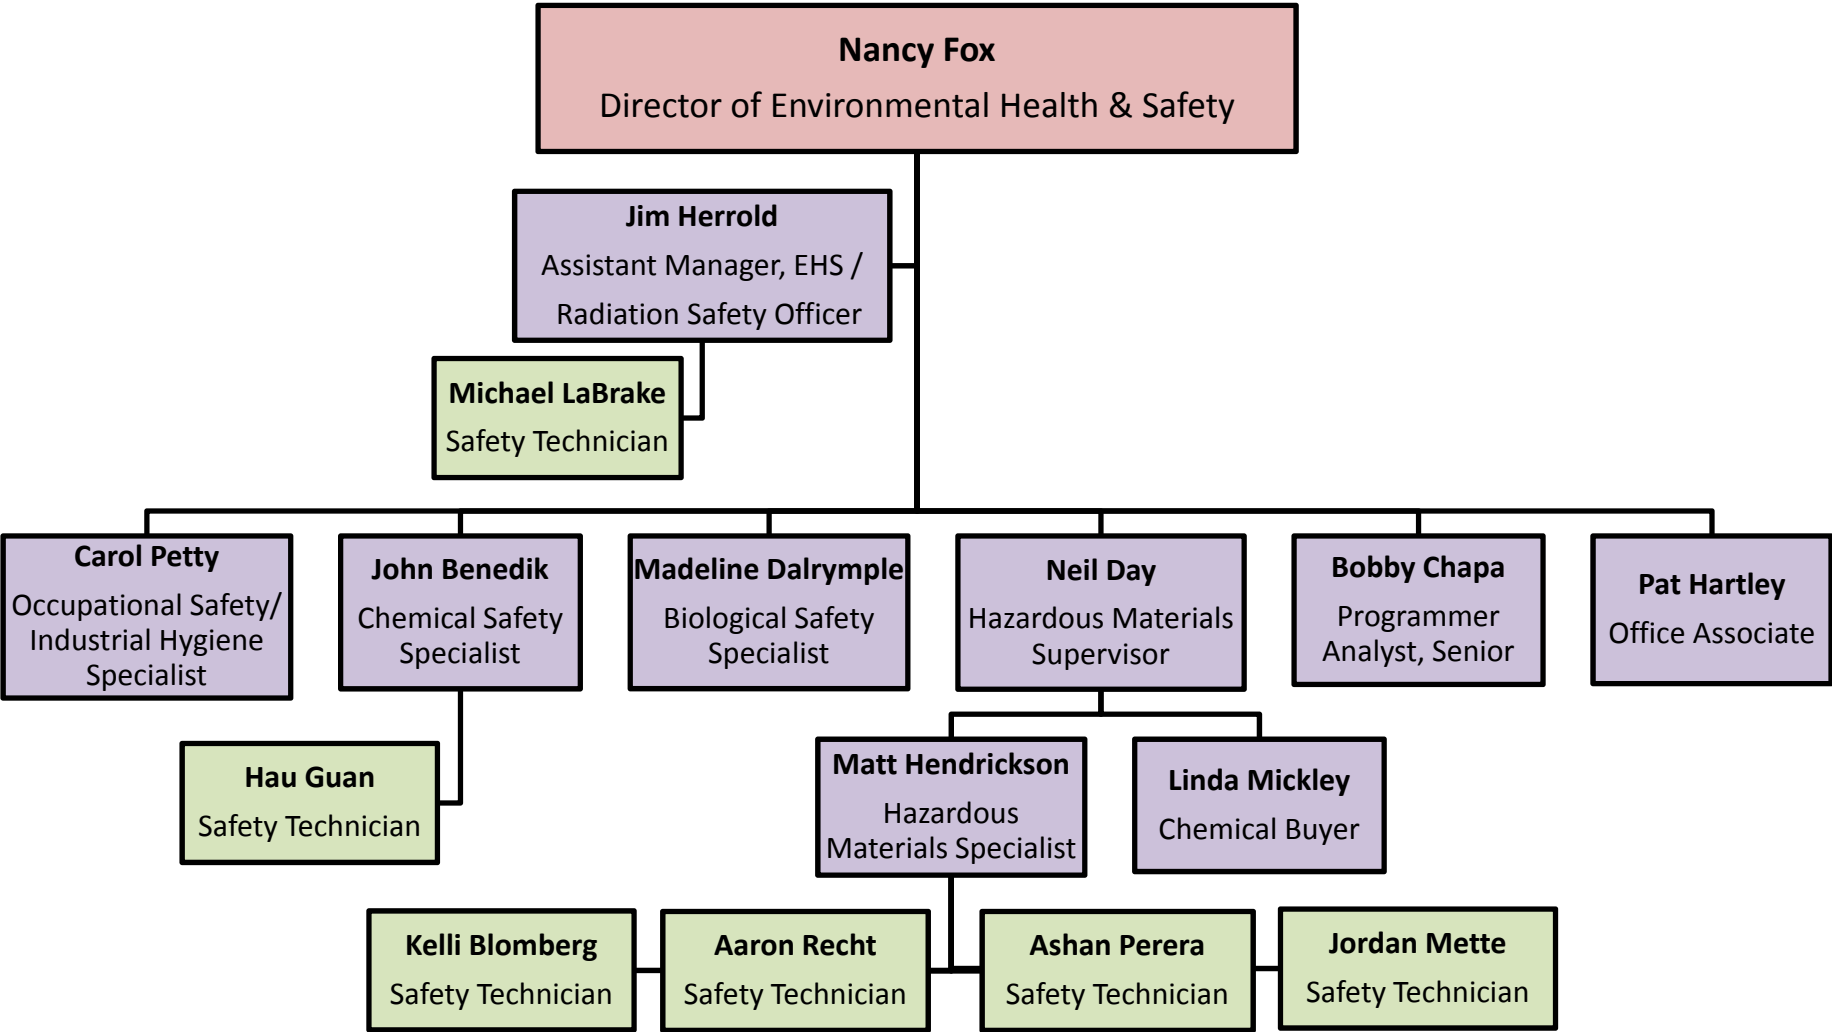 Nancy Fox
Director of Environmental Health & Safety
Jim Herrold
Assistant Manager, EHS /
Radiation Safety Officer
Michael LaBrake
Safety Technician
Carol Petty
Occupational Safety/
Industrial Hygiene
Specialist
John Benedik
Chemical Safety
Specialist
Madeline Dalrymple
Biological Safety
Specialist
Neil Day
Hazardous Materials
Supervisor
Bobby Chapa
Programmer
Analyst, Senior
Pat Hartley
Office Associate
Hau Guan
Safety Technician
Matt Hendrickson
Hazardous
Materials Specialist
Linda Mickley
Chemical Buyer
Kelli Blomberg
Safety Technician
Aaron Recht
Safety Technician
Ashan Perera
Safety Technician
Jordan Mette
Safety Technician